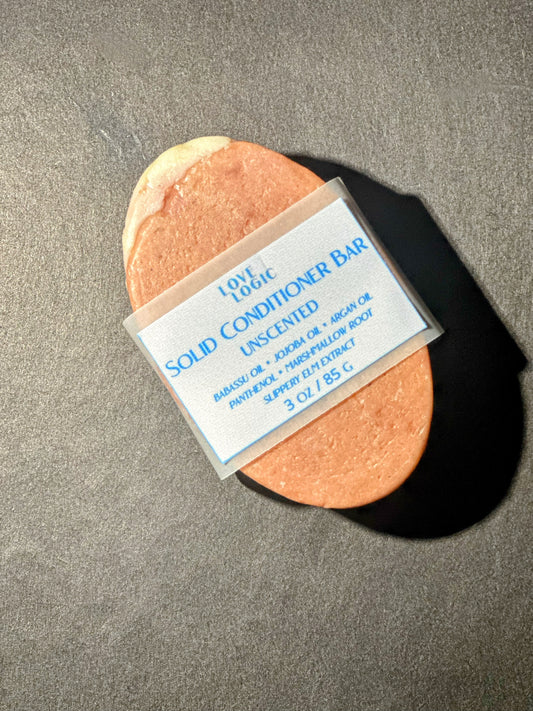 LOVE
LOGIC
SOLID CONDITIONER BAR
UNSCENTED
BABASSU OIL • JOJOBA OIL • ARGAN OIL
PANTHENOL • MARSHMALLOW ROOT
SLIPPERY ELM EXTRACT
3 OZ / 85 G